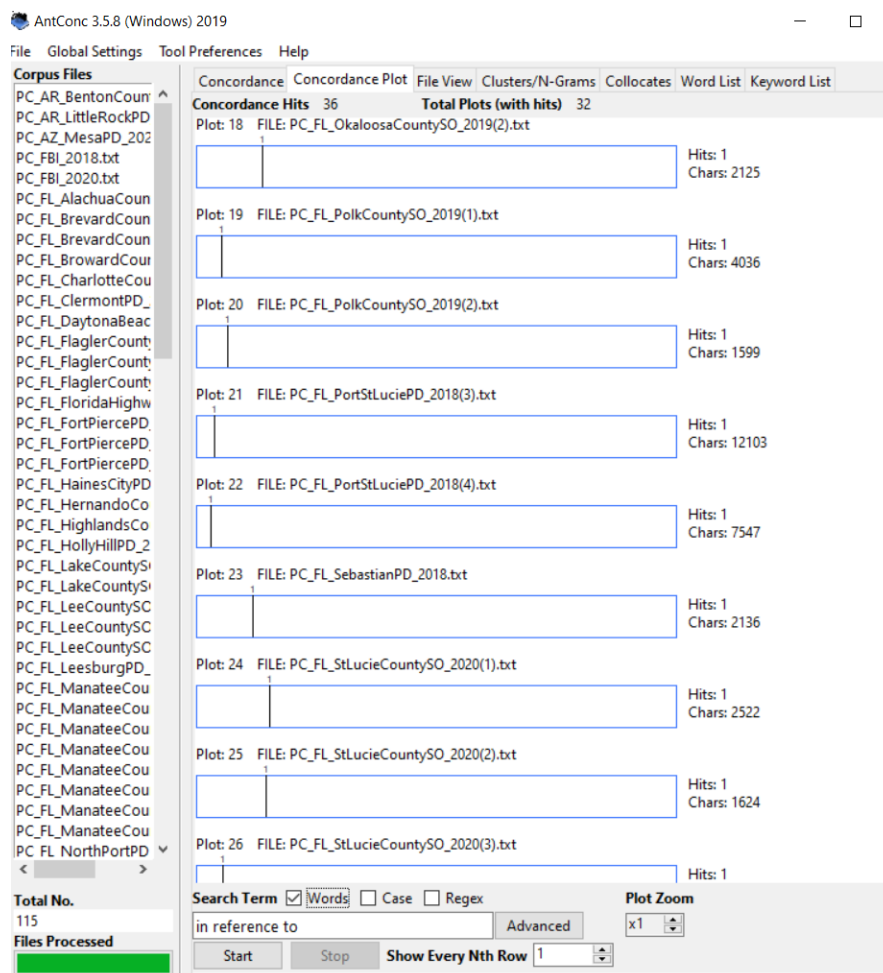 AntConc 3.5.8 (Windows) 2019
File Global Settings Tool Preferences Help
Corpus Files
PC_AR_BentonCoun
PC_AR_LittleRockPD
PC_AZ_MesaPD_202
PC_FBI_2018.txt
PC_FBI_2020.txt
PC_FL_AlachuaCoun
PC_FL_BrevardCoun
PC_FL_BrevardCoun
PC_FL_BrowardCour
PC_FL_CharlotteCou
PC_FL_ClermontPD_
PC_FL_DaytonaBeac
PC_FL_FlaglerCounty
PC_FL_FlaglerCounty
PC_FL_FlaglerCounty
PC_FL_FloridaHighw
PC_FL_FortPiercePD_
PC_FL_FortPiercePD_
PC_FL_FortPiercePD_
PC_FL_HainesCityPD
PC_FL_HernandoCo
PC_FL_HighlandsCo
PC_FL_HollyHillPD_2
PC_FL_LakeCountyS
PC_FL_LakeCountyS
PC_FL_LeeCountySC
PC_FL_LeeCountySC
PC_FL_LeeCountySC
PC_FL_LeesburgPD_
PC_FL_ManateeCou
PC_FL_ManateeCou
PC_FL_ManateeCou
PC_FL_ManateeCou
PC_FL_ManateeCou
PC_FL_ManateeCou
PC_FL_ManateeCou
PC_FL_ManateeCou
PC_FL_NorthPortPD
Total No.
115
Files Processed
Concordance Concordance Plot File View Clusters/N-Grams Collocates Word List Keyword List
Concordance Hits 36 Total Plots (with hits) 32
Plot: 18 FILE: PC_FL_OkaloosaCountySO_2019(2).txt
1
Hits: 1
Chars: 2125
Plot: 19 FILE: PC_FL_PolkCountySO_2019(1).txt
1
Hits: 1
Chars: 4036
Plot: 20 FILE: PC_FL_PolkCountySO_2019(2).txt
1
Hits: 1
Chars: 1599
Plot: 21 FILE: PC_FL_PortStLuciePD_2018(3).txt
1
Hits: 1
Chars: 12103
Plot: 22 FILE: PC_FL_PortStLuciePD_2018(4).txt
1
Hits: 1
Chars: 7547
Plot: 23 FILE: PC_FL_SebastianPD_2018.txt
1
Hits: 1
Chars: 2136
Plot: 24 FILE: PC_FL_StLucieCountySO_2020(1).txt
1
Hits: 1
Chars: 2522
Plot: 25 FILE: PC_FL_StLucieCountySO_2020(2).txt
1
Hits: 1
Chars: 1624
Plot: 26 FILE: PC_FL_StLucieCountySO_2020(3).txt
1
Hits: 1
Search Term Words Case Regex Plot Zoom
in reference to Advanced x1
Start Stop Show Every Nth Row 1